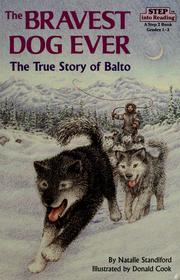 The BRAVEST
DOG EVER
The True Story of Balto
STEP
into Reading
A Step 2 Book
Grades 1-3
By Natalie Standiford
Illustrated by Donald Cook